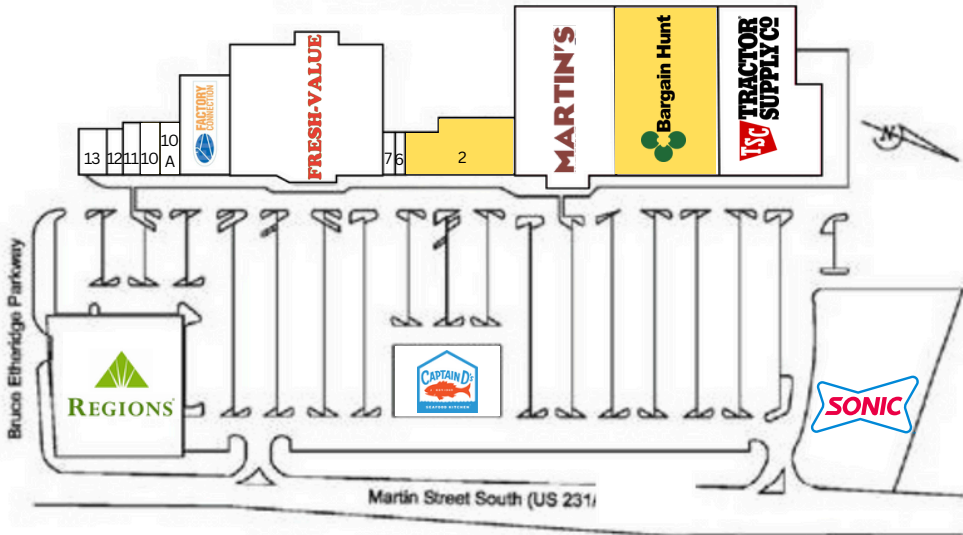 13
12
11
10
10
A
FACTORY
CONNECTION
FRESH-VALUE
7
6
2
MARTIN'S
Bargain Hunt
TSC
TRACTOR
SUPPLY CO
N
Bruce Etheridge Parkway
REGIONS
CAPTAIN D's
SEAFOOD KITCHEN
SONIC
Martin Street South (US 231/